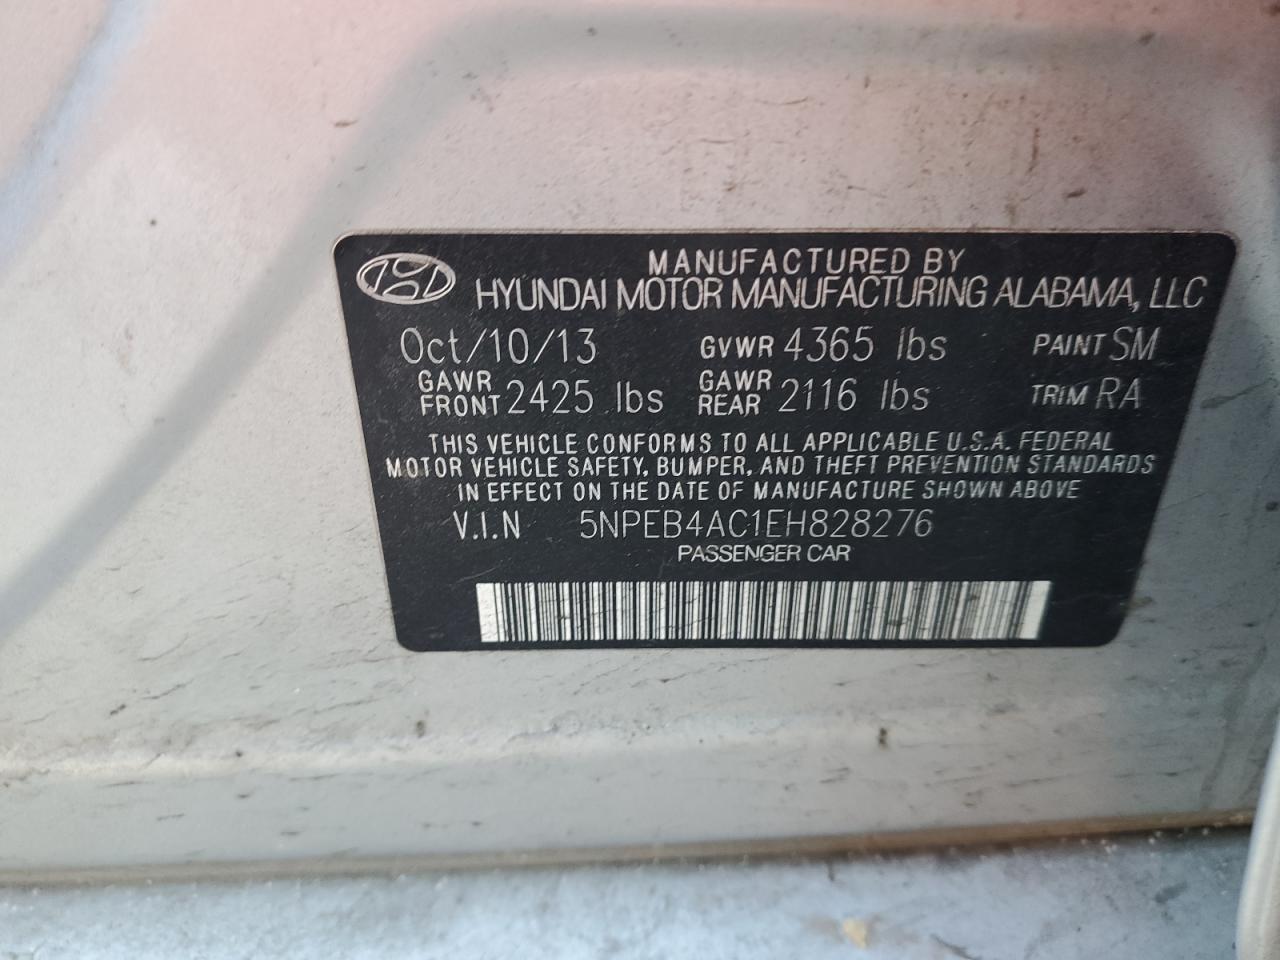 MANUFACTURED BY
HYUNDAI MOTOR MANUFACTURING ALABAMA, LLC
Oct/10/13 GVWR 4365 lbs PAINT SM
GAWR FRONT 2425 lbs GAWR REAR 2116 lbs TRIM RA
THIS VEHICLE CONFORMS TO ALL APPLICABLE U.S.A. FEDERAL
MOTOR VEHICLE SAFETY, BUMPER, AND THEFT PREVENTION STANDARDS
IN EFFECT ON THE DATE OF MANUFACTURE SHOWN ABOVE
V.I.N 5NPEB4AC1EH828276
PASSENGER CAR